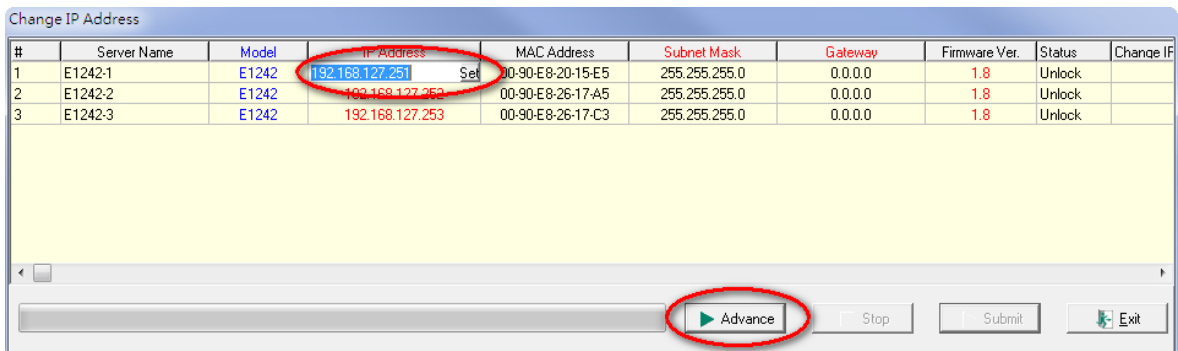 Change IP Address
# Server Name Model IP Address MAC Address Subnet Mask Gateway Firmware Ver. Status Change IF
1 E1242-1 E1242 192.168.127.251 Set 00-90-E8-20-15-E5 255.255.255.0 0.0.0.0 1.8 Unlock
2 E1242-2 E1242 192.168.127.252 00-90-E8-26-17-A5 255.255.255.0 0.0.0.0 1.8 Unlock
3 E1242-3 E1242 192.168.127.253 00-90-E8-26-17-C3 255.255.255.0 0.0.0.0 1.8 Unlock
Advance Stop Submit Exit